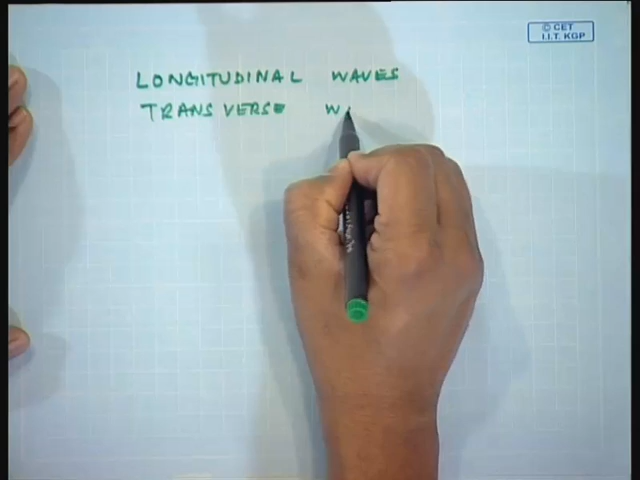 © CET
I.I.T. KGP
LONGITUDINAL WAVES
TRANSVERSE W